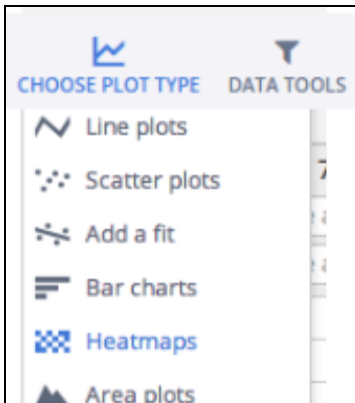 CHOOSE PLOT TYPE DATA TOOLS
Line plots
Scatter plots
Add a fit
Bar charts
Heatmaps
Area plots